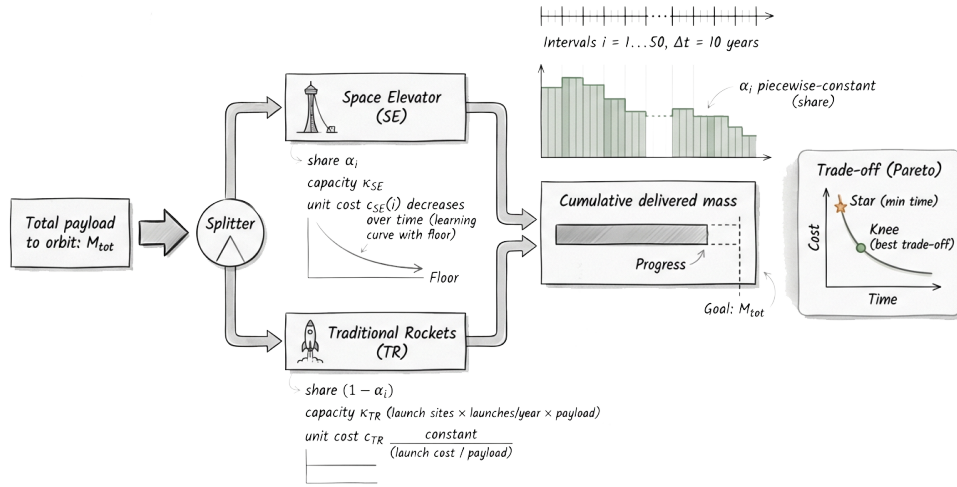 Intervals i = 1...50, Δt = 10 years
α_i piecewise-constant
(share)
Space Elevator
(SE)
share α_i
capacity κ_SE
unit cost c_SE(i) decreases
over time (learning
curve with floor)
Floor
Total payload
to orbit: M_tot
Splitter
Cumulative delivered mass
Progress
Goal: M_tot
Trade-off (Pareto)
Star (min time)
Knee
(best trade-off)
Cost
Time
Traditional Rockets
(TR)
share (1 − α_i)
capacity κ_TR (launch sites × launches/year × payload)
unit cost c_TR constant
(launch cost / payload)